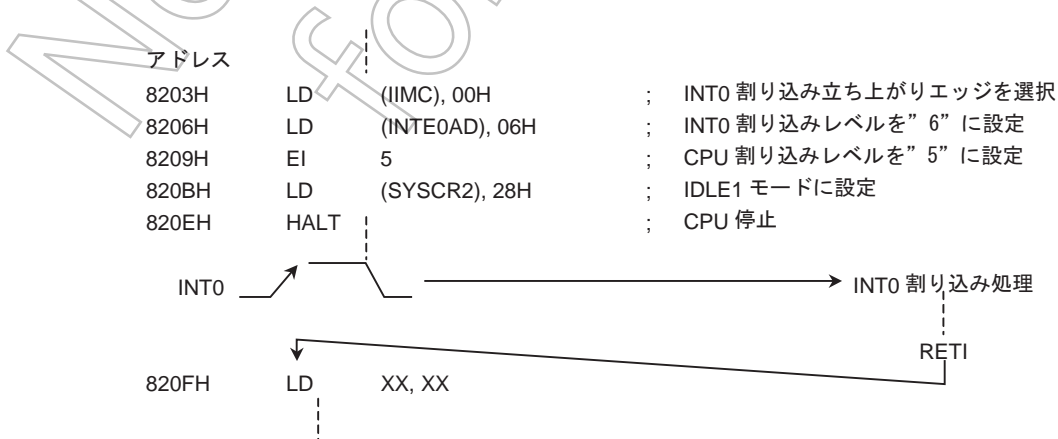 アドレス
8203H LD (IIMC), 00H ; INT0 割り込み立ち上がりエッジを選択
8206H LD (INTE0AD), 06H ; INT0 割り込みレベルを”6”に設定
8209H EI 5 ; CPU 割り込みレベルを”5”に設定
820BH LD (SYSCR2), 28H ; IDLE1 モードに設定
820EH HALT ; CPU 停止
INT0 INT0 割り込み処理
RETI
820FH LD XX, XX